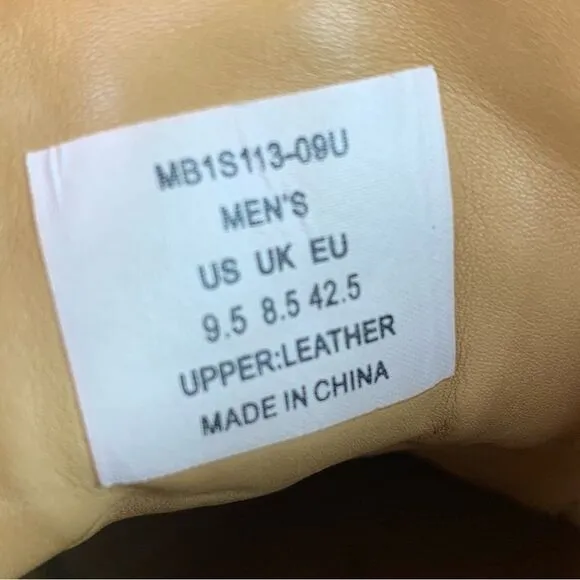 MB1S113-09U
MEN'S
US UK EU
9.5 8.5 42.5
UPPER:LEATHER
MADE IN CHINA